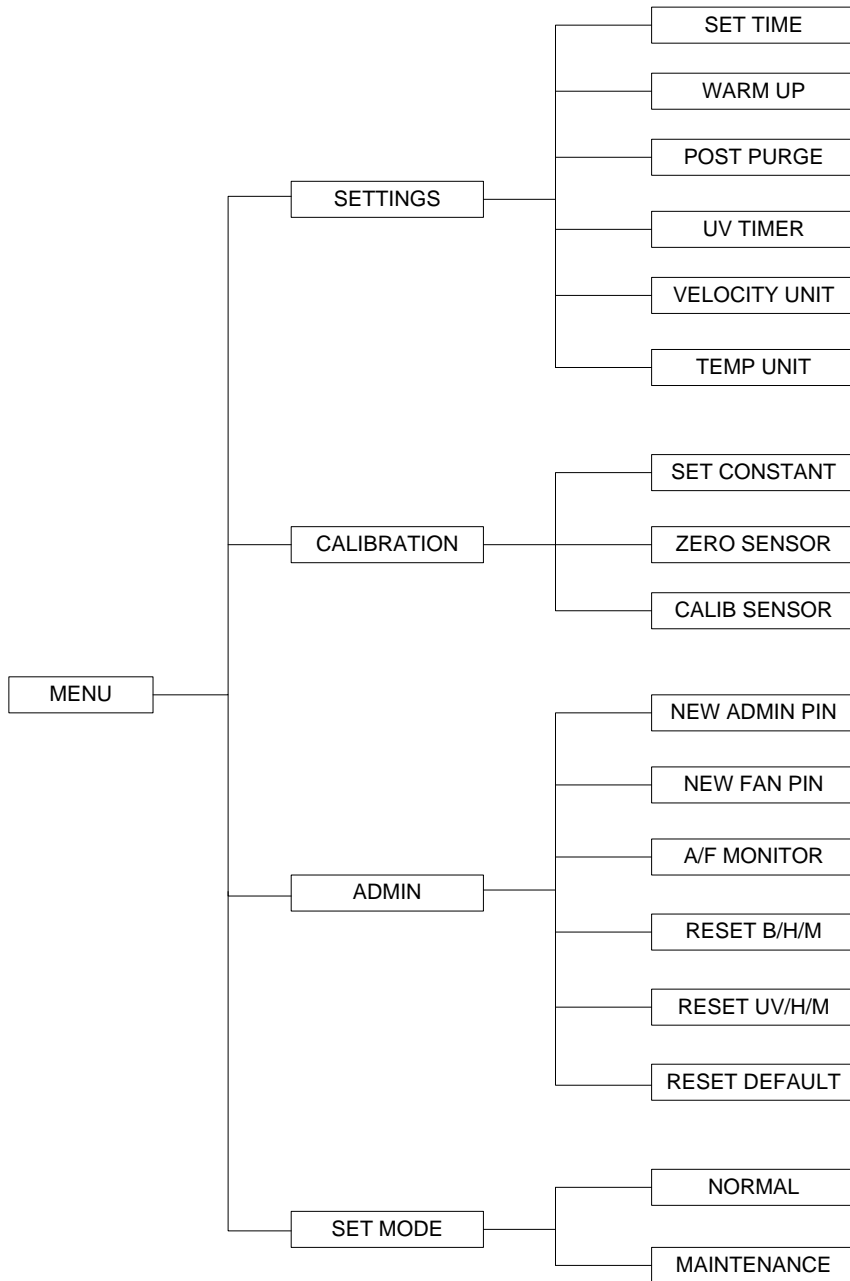 SET TIME
WARM UP
POST PURGE
SETTINGS
UV TIMER
VELOCITY UNIT
TEMP UNIT
SET CONSTANT
CALIBRATION
ZERO SENSOR
CALIB SENSOR
MENU
NEW ADMIN PIN
NEW FAN PIN
A/F MONITOR
ADMIN
RESET B/H/M
RESET UV/H/M
RESET DEFAULT
NORMAL
SET MODE
MAINTENANCE